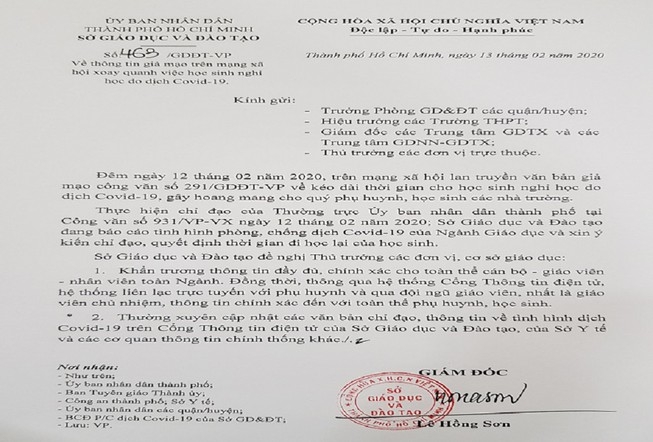 ỦY BAN NHÂN DÂN
THÀNH PHỐ HỒ CHÍ MINH
SỞ GIÁO DỤC VÀ ĐÀO TẠO
Số 468 /GDĐT-VP
Về thông tin giả mạo trên mạng xã
hội xoay quanh việc học sinh nghỉ
học do dịch Covid-19.
CỘNG HÒA XÃ HỘI CHỦ NGHĨA VIỆT NAM
Độc lập - Tự do - Hạnh phúc
Thành phố Hồ Chí Minh, ngày 13 tháng 02 năm 2020
Kính gửi:
- Trưởng Phòng GD&ĐT các quận/huyện;
- Hiệu trưởng các Trường THPT;
- Giám đốc các Trung tâm GDTX và các
Trung tâm GDNN-GDTX;
- Thủ trưởng các đơn vị trực thuộc.
Đêm ngày 12 tháng 02 năm 2020, trên mạng xã hội lan truyền văn bản giả
mạo công văn số 291/GDĐT-VP về kéo dài thời gian cho học sinh nghỉ học do
dịch Covid-19, gây hoang mang cho quý phụ huynh, học sinh các nhà trường.
Thực hiện chỉ đạo của Thường trực Ủy ban nhân dân thành phố tại
Công văn số 931/VP-VX ngày 12 tháng 02 năm 2020; Sở Giáo dục và Đào tạo
đang báo cáo tình hình phòng, chống dịch Covid-19 của Ngành Giáo dục và xin ý
kiến chỉ đạo, quyết định thời gian đi học lại của học sinh.
Sở Giáo dục và Đào tạo đề nghị Thủ trưởng các đơn vị, cơ sở giáo dục:
1. Khẩn trương thông tin đầy đủ, chính xác cho toàn thể cán bộ - giáo viên
- nhân viên toàn Ngành. Đồng thời, thông qua hệ thống Cổng Thông tin điện tử,
hệ thống liên lạc trực tuyến với phụ huynh và qua đội ngũ giáo viên, nhất là giáo
viên chủ nhiệm, thông tin chính xác đến với toàn thể phụ huynh, học sinh.
2. Thường xuyên cập nhật các văn bản chỉ đạo, thông tin về tình hình dịch
Covid-19 trên Cổng Thông tin điện tử của Sở Giáo dục và Đào tạo, của Sở Y tế
và các cơ quan thông tin chính thống khác./.
Nơi nhận:
- Như trên;
- Ủy ban nhân dân thành phố;
- Ban Tuyên giáo Thành ủy;
- Công an thành phố; Sở Y tế;
- Ủy ban nhân dân các quận/huyện;
- BCĐ P/C dịch Covid-19 của Sở GD&ĐT;
- Lưu: VP.
GIÁM ĐỐC
SỞ
GIÁO DỤC
VÀ
ĐÀO TẠO
Lê Hồng Sơn